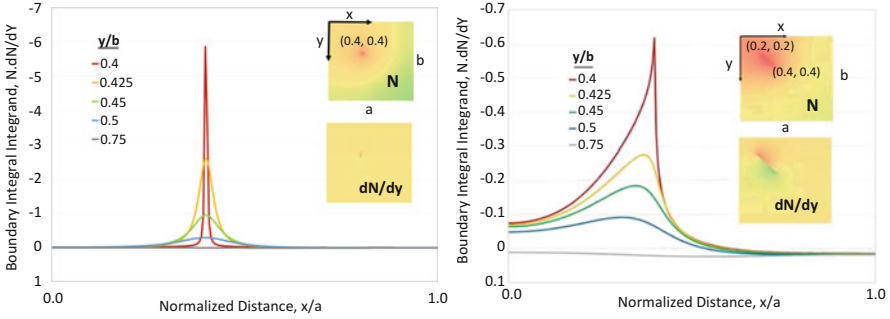 Boundary Integral Integrand, N.dN/dY
-7
-6
-5
-4
-3
-2
-1
0
1
y/b
0.4
0.425
0.45
0.5
0.75
x
y
(0.4, 0.4)
N
b
a
dN/dy
0.0
1.0
Normalized Distance, x/a
Boundary Integral Integrand, N.dN/dY
-0.7
-0.6
-0.5
-0.4
-0.3
-0.2
-0.1
0
0.1
y/b
0.4
0.425
0.45
0.5
0.75
x
y
(0.2, 0.2)
(0.4, 0.4)
N
b
a
dN/dy
0.0
1.0
Normalized Distance, x/a